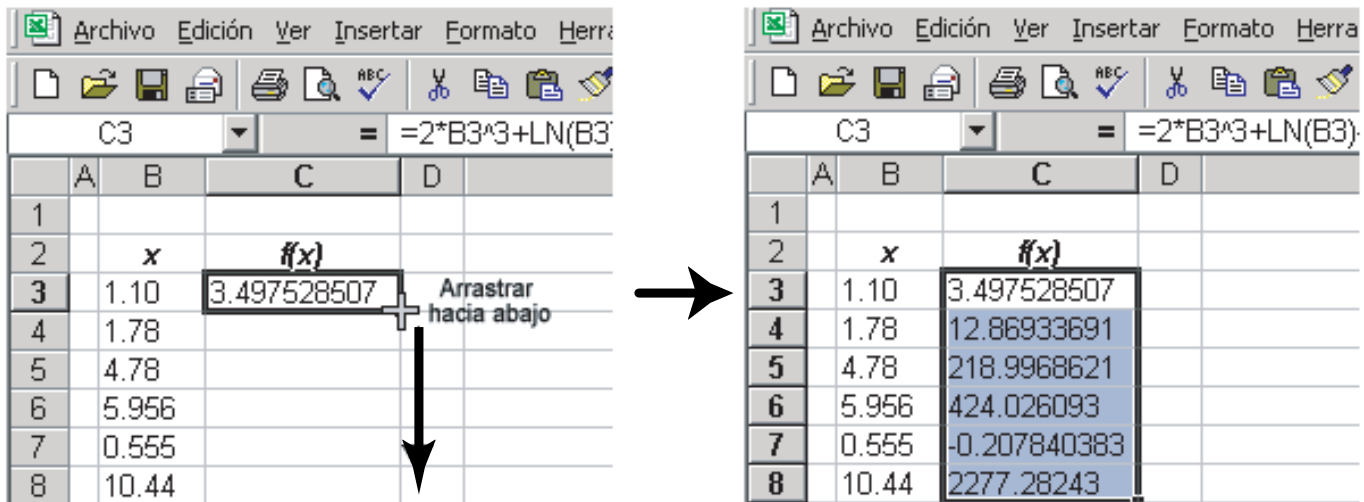 Archivo Edición Ver Insertar Formato Herra
ABC
C3 = =2*B3^3+LN(B3)
A B C D
1
2 x f(x)
3 1.10 3.497528507
Arrastrar
hacia abajo
4 1.78
5 4.78
6 5.956
7 0.555
8 10.44
Archivo Edición Ver Insertar Formato Herra
ABC
C3 = =2*B3^3+LN(B3)-
A B C D
1
2 x f(x)
3 1.10 3.497528507
4 1.78 12.86933691
5 4.78 218.9968621
6 5.956 424.026093
7 0.555 -0.207840383
8 10.44 2277.28243